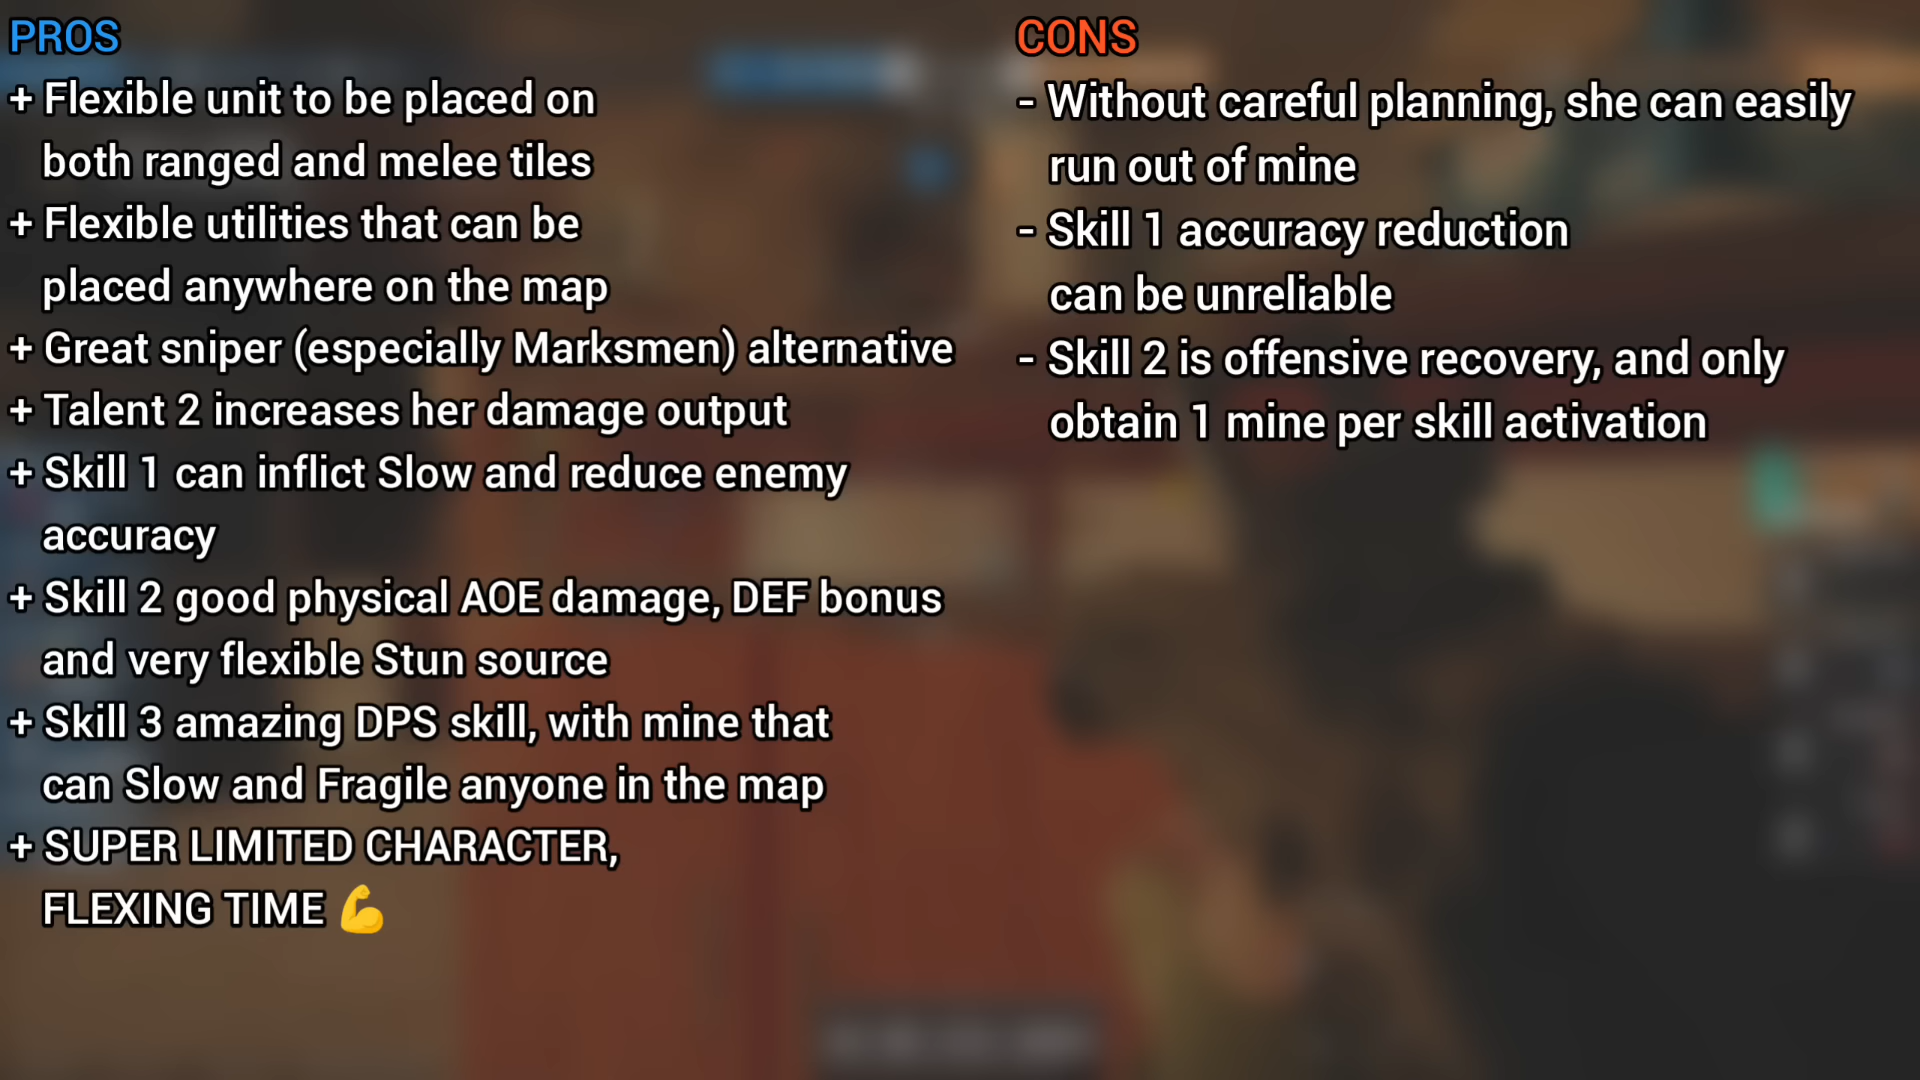 PROS
+ Flexible unit to be placed on
both ranged and melee tiles
+ Flexible utilities that can be
placed anywhere on the map
+ Great sniper (especially Marksmen) alternative
+ Talent 2 increases her damage output
+ Skill 1 can inflict Slow and reduce enemy
accuracy
+ Skill 2 good physical AOE damage, DEF bonus
and very flexible Stun source
+ Skill 3 amazing DPS skill, with mine that
can Slow and Fragile anyone in the map
+ SUPER LIMITED CHARACTER,
FLEXING TIME 💪
CONS
- Without careful planning, she can easily
run out of mine
- Skill 1 accuracy reduction
can be unreliable
- Skill 2 is offensive recovery, and only
obtain 1 mine per skill activation